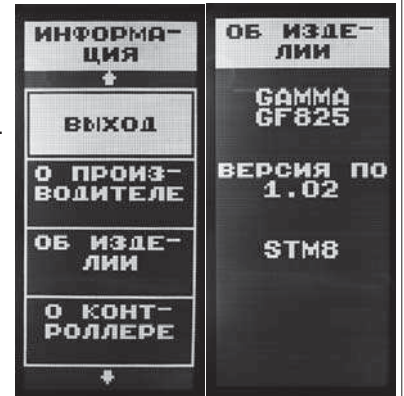 ИНФОРМА-
ЦИЯ
ВЫХОД
О ПРОИЗ-
ВОДИТЕЛЕ
ОБ ИЗДЕ-
ЛИИ
О КОНТ-
РОЛЛЕРЕ
ОБ ИЗДЕ-
ЛИИ
GAMMA
GF825
ВЕРСИЯ ПО
1.02
STM8